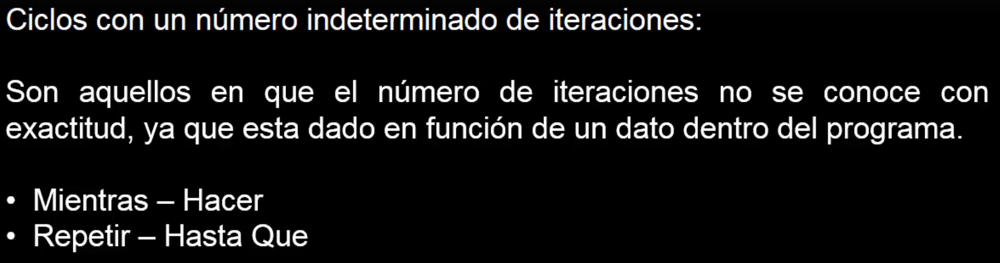 Ciclos con un número indeterminado de iteraciones:
Son aquellos en que el número de iteraciones no se conoce con
exactitud, ya que esta dado en función de un dato dentro del programa.
• Mientras – Hacer
• Repetir – Hasta Que